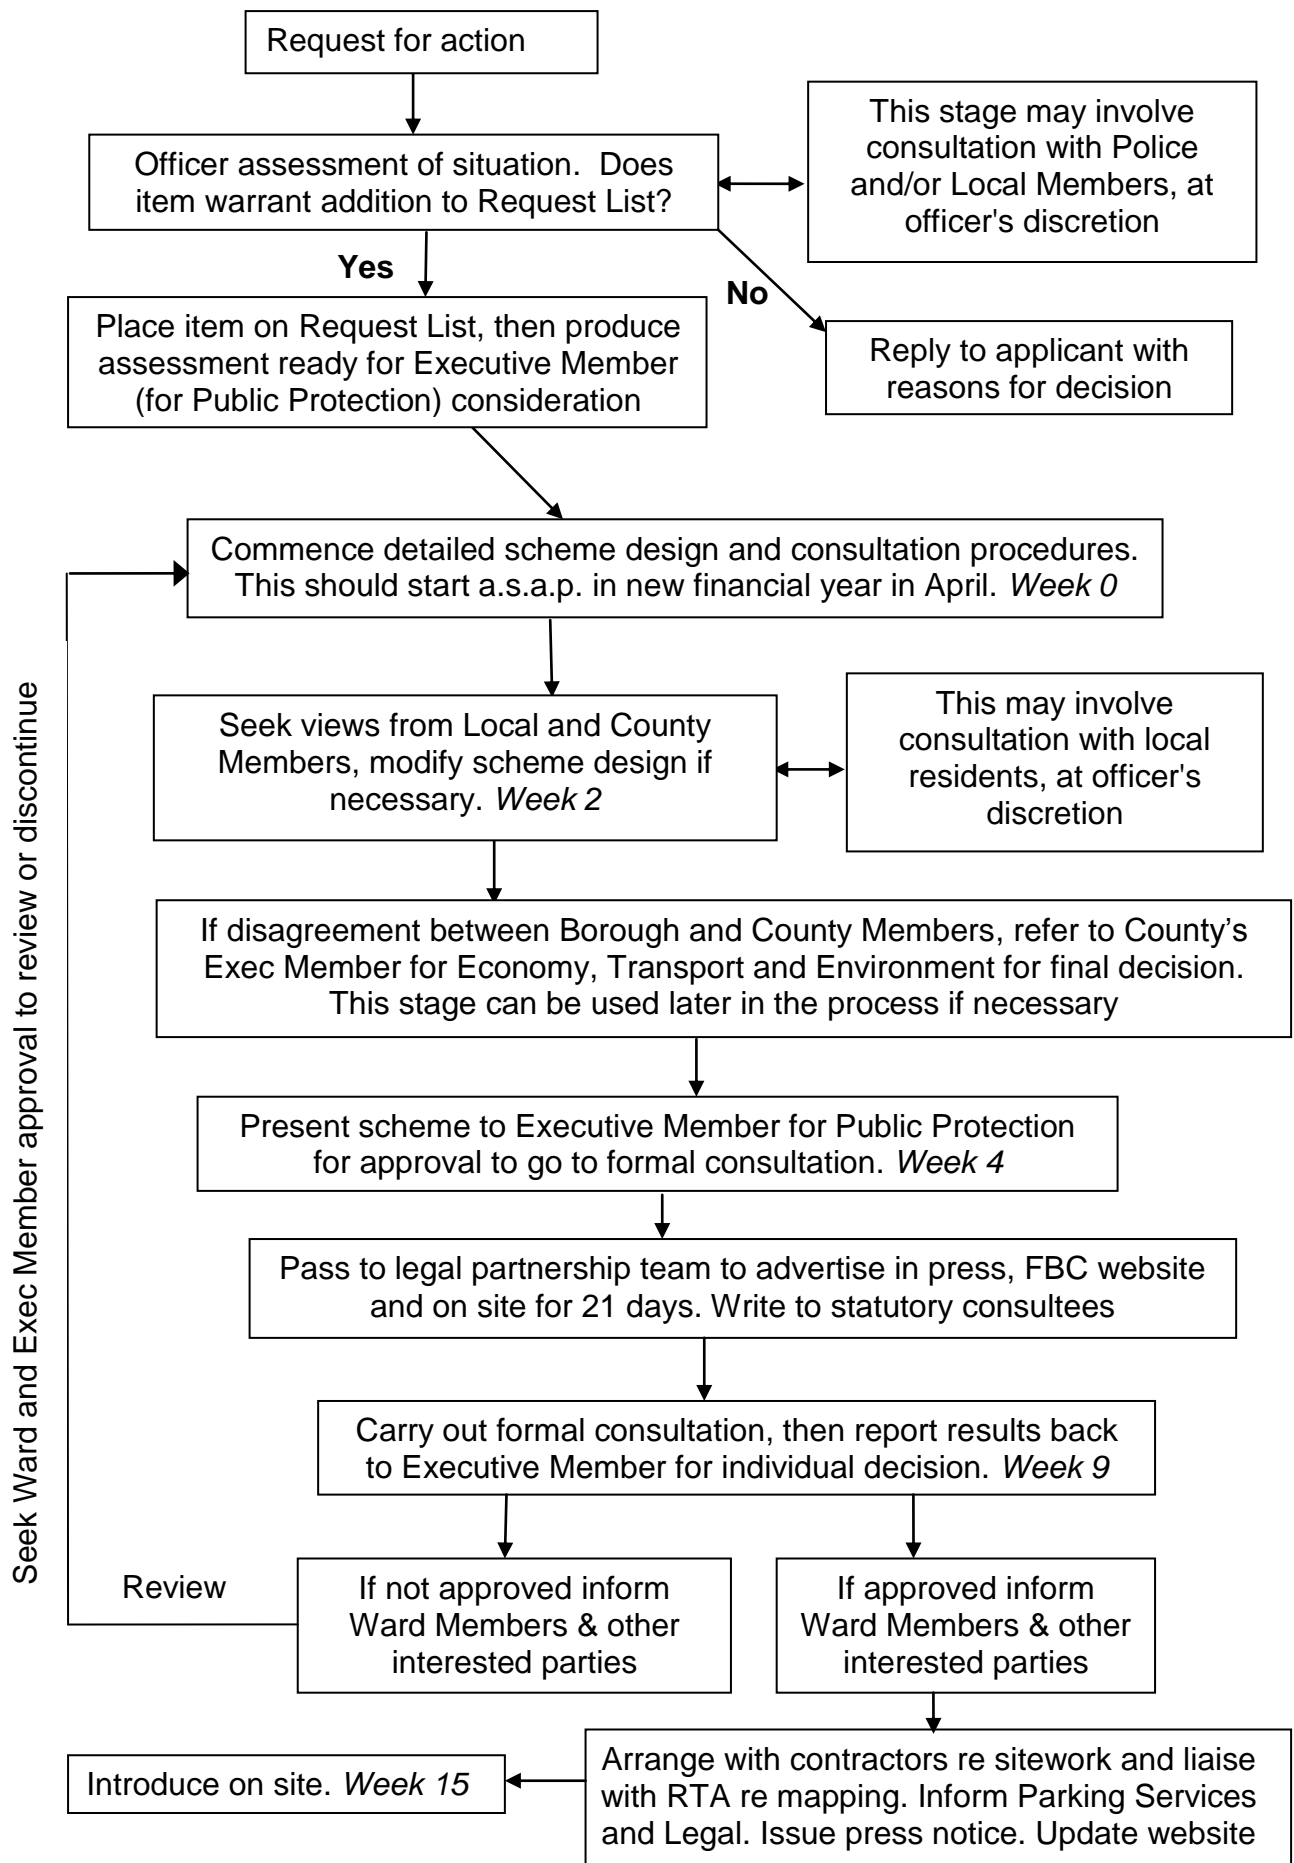 Request for action
This stage may involve
consultation with Police
and/or Local Members, at
officer's discretion
Officer assessment of situation.  Does
item warrant addition to Request List?
Yes
No
Place item on Request List, then produce
assessment ready for Executive Member
(for Public Protection) consideration
Reply to applicant with
reasons for decision
Commence detailed scheme design and consultation procedures.
This should start a.s.a.p. in new financial year in April. Week 0
Seek views from Local and County
Members, modify scheme design if
necessary. Week 2
This may involve
consultation with local
residents, at officer's
discretion
If disagreement between Borough and County Members, refer to County’s
Exec Member for Economy, Transport and Environment for final decision.
This stage can be used later in the process if necessary
Present scheme to Executive Member for Public Protection
for approval to go to formal consultation. Week 4
Pass to legal partnership team to advertise in press, FBC website
and on site for 21 days. Write to statutory consultees
Carry out formal consultation, then report results back
to Executive Member for individual decision. Week 9
Seek Ward and Exec Member approval to review or discontinue
Review
If not approved inform
Ward Members & other
interested parties
If approved inform
Ward Members & other
interested parties
Arrange with contractors re sitework and liaise
with RTA re mapping. Inform Parking Services
and Legal. Issue press notice. Update website
Introduce on site. Week 15